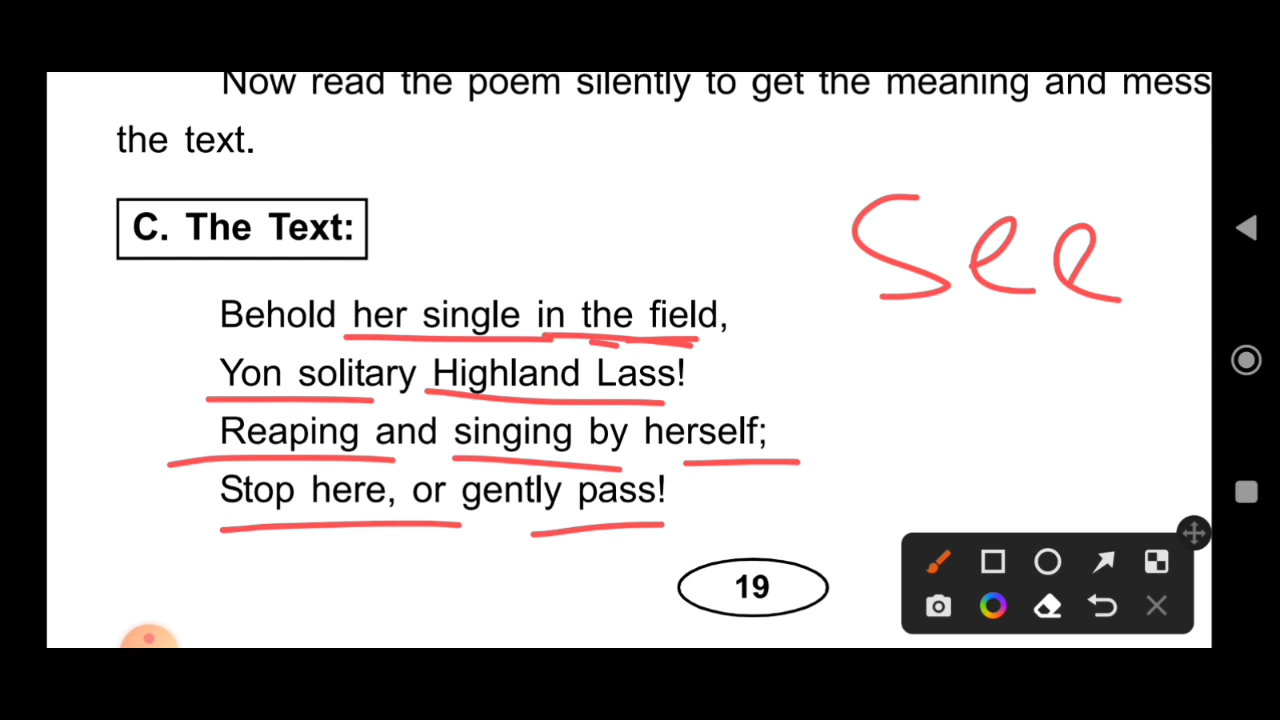 Now read the poem silently to get the meaning and mess
the text.
C. The Text:
See
Behold her single in the field,
Yon solitary Highland Lass!
Reaping and singing by herself;
Stop here, or gently pass!
19